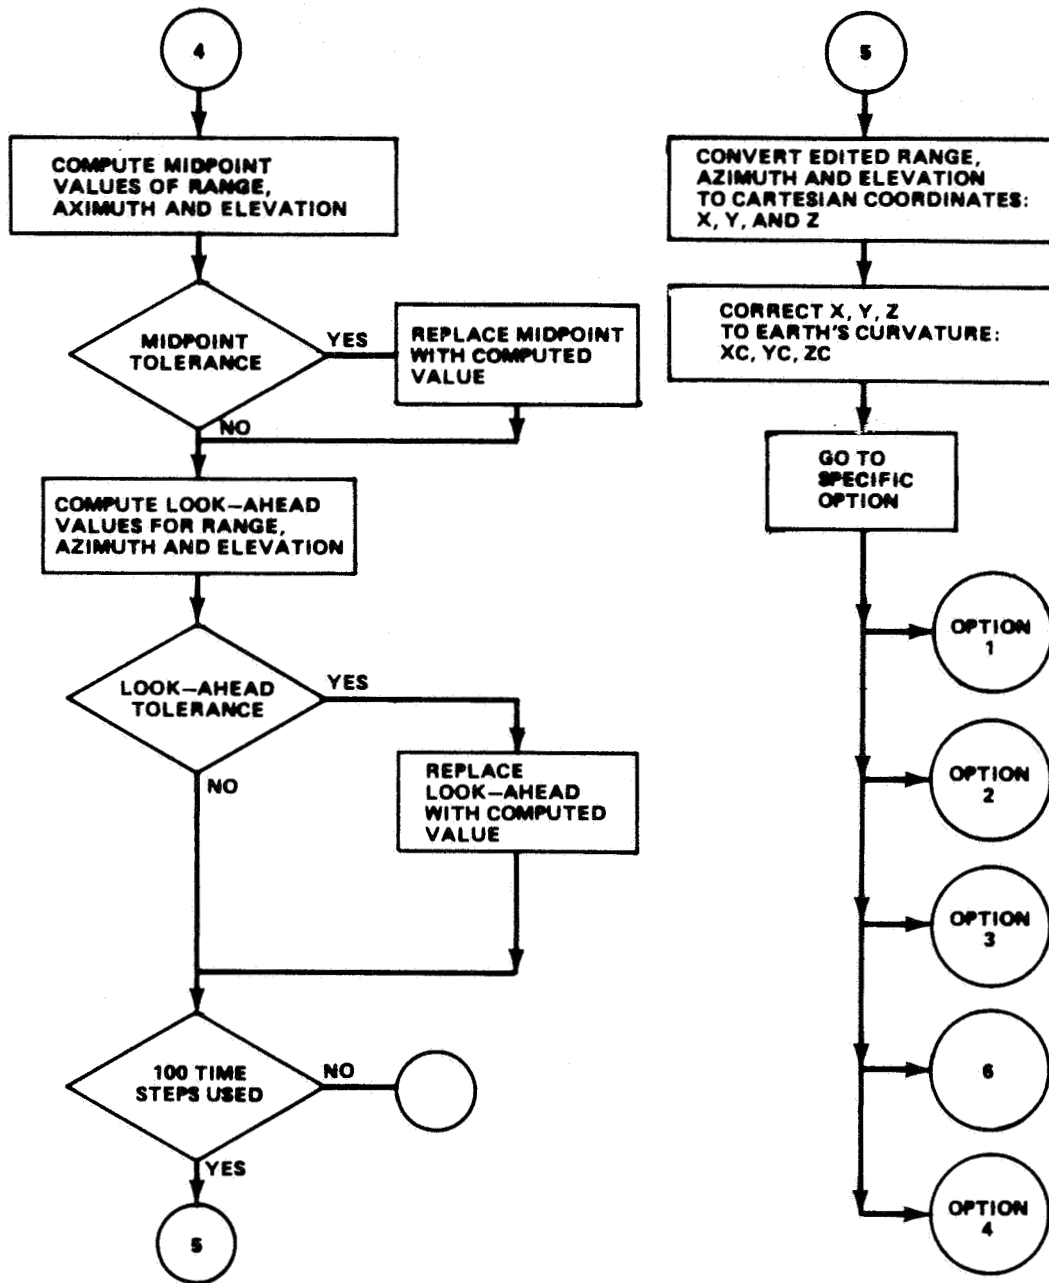 4
COMPUTE MIDPOINT
VALUES OF RANGE,
AXIMUTH AND ELEVATION
MIDPOINT
TOLERANCE
YES
REPLACE MIDPOINT
WITH COMPUTED
VALUE
NO
COMPUTE LOOK—AHEAD
VALUES FOR RANGE,
AZIMUTH AND ELEVATION
LOOK—AHEAD
TOLERANCE
YES
NO
REPLACE
LOOK—AHEAD
WITH COMPUTED
VALUE
100 TIME
STEPS USED
NO
YES
5
5
CONVERT EDITED RANGE,
AZIMUTH AND ELEVATION
TO CARTESIAN COORDINATES:
X, Y, AND Z
CORRECT X, Y, Z
TO EARTH'S CURVATURE:
XC, YC, ZC
GO TO
SPECIFIC
OPTION
OPTION
1
OPTION
2
OPTION
3
6
OPTION
4